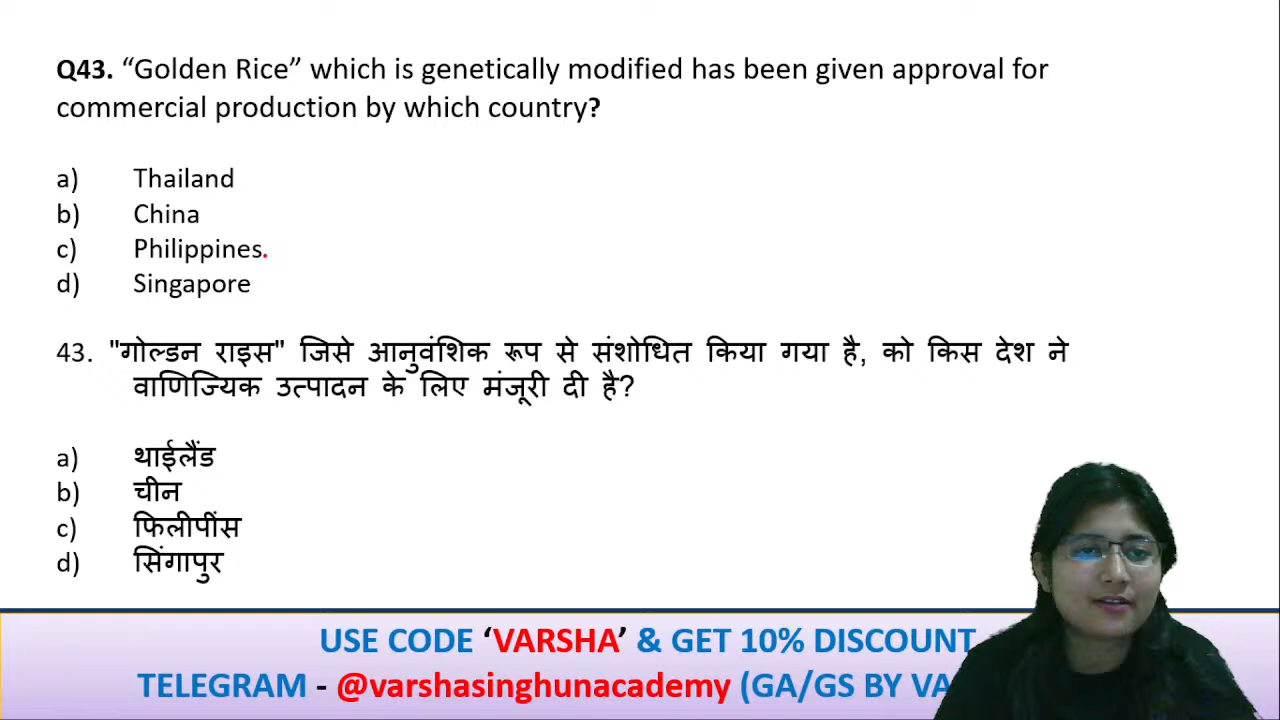 Q43. “Golden Rice” which is genetically modified has been given approval for
commercial production by which country?
a) Thailand
b) China
c) Philippines.
d) Singapore
43. "गोल्डन राइस" जिसे आनुवंशिक रूप से संशोधित किया गया है, को किस देश ने
वाणिज्यिक उत्पादन के लिए मंजूरी दी है?
a) थाईलैंड
b) चीन
c) फिलीपींस
d) सिंगापुर
USE CODE ‘VARSHA’ & GET 10% DISCOUNT
TELEGRAM - @varshasinghunacademy (GA/GS BY